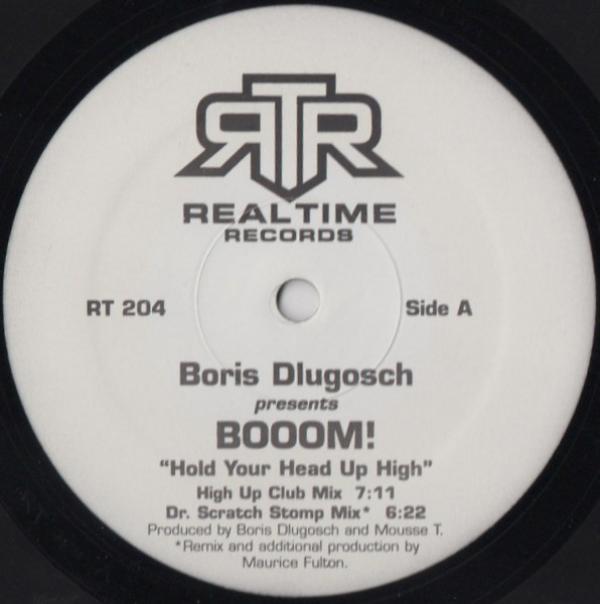 RTR
REALTIME
RECORDS
RT 204
Side A
Boris Dlugosch
presents
BOOOM!
“Hold Your Head Up High”
High Up Club Mix 7:11
Dr. Scratch Stomp Mix* 6:22
Produced by Boris Dlugosch and Mousse T.
*Remix and additional production by
Maurice Fulton.